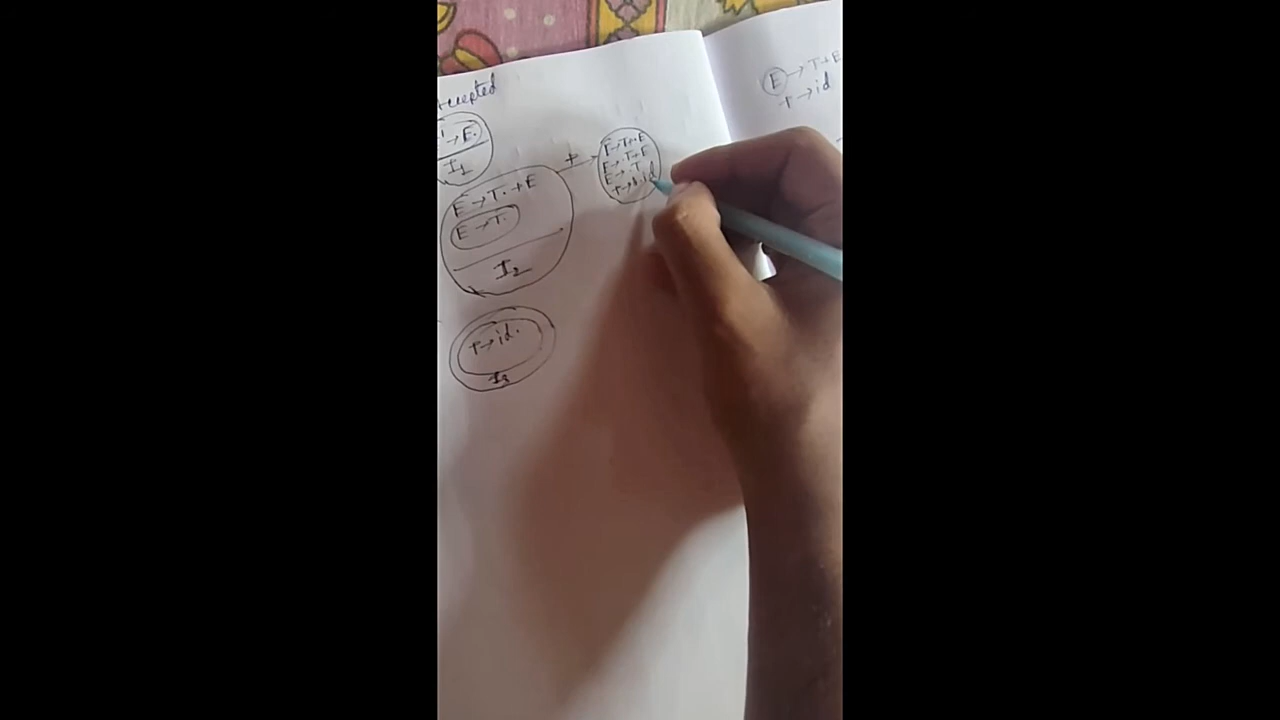 Accepted
→E.
I1
E→T.+E
E→T.
I2
T→id.
I3
+
E→T+.E
E→.T+E
E→.T
T→.id
E→T+E
T→id